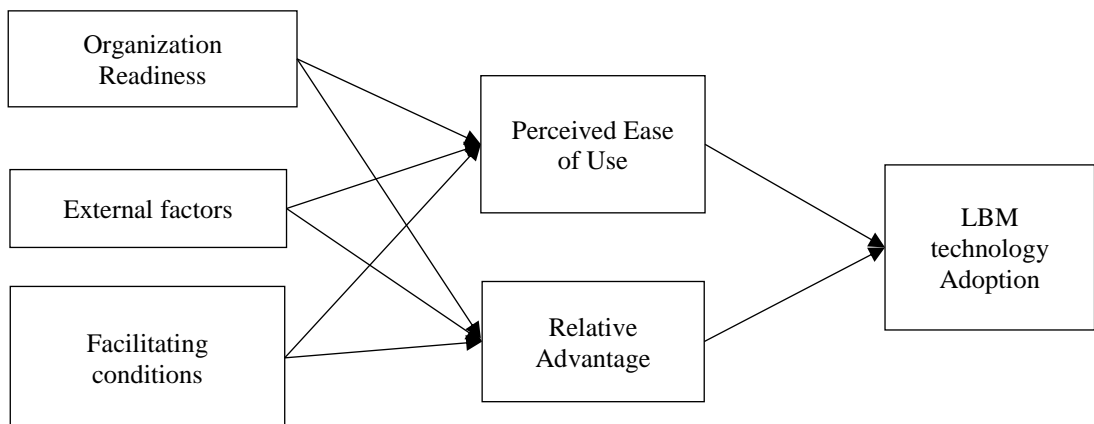 Organization
Readiness
External factors
Facilitating
conditions
Perceived Ease
of Use
Relative
Advantage
LBM
technology
Adoption